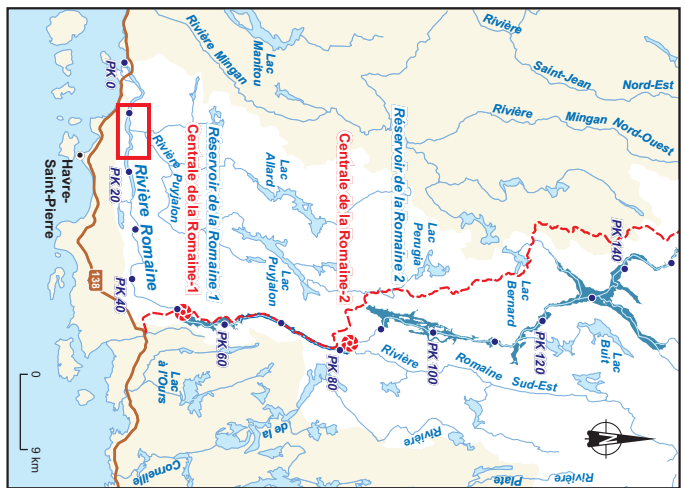 Rivière
Saint-Jean
Nord-Est
Rivière
Mingan Nord-Ouest
Rivière Mingan
Lac
Manitou
PK 0
Rivière Puyjalon
Lac
Allard
Lac
Puyjalon
Réservoir de la Romaine 2
Lac
Perugia
Centrale de la Romaine-2
Réservoir de la Romaine 1
Centrale de la Romaine-1
Rivière Romaine
PK 20
Havre-
Saint-Pierre
PK 40
138
PK 60
PK 80
PK 100
PK 120
PK 140
Lac
Bernard
Lac
Buit
Rivière
Romaine
Sud-Est
Lac
à l'Ours
de la
Corneille
Rivière
Rivière
Plate
N
0
9 km